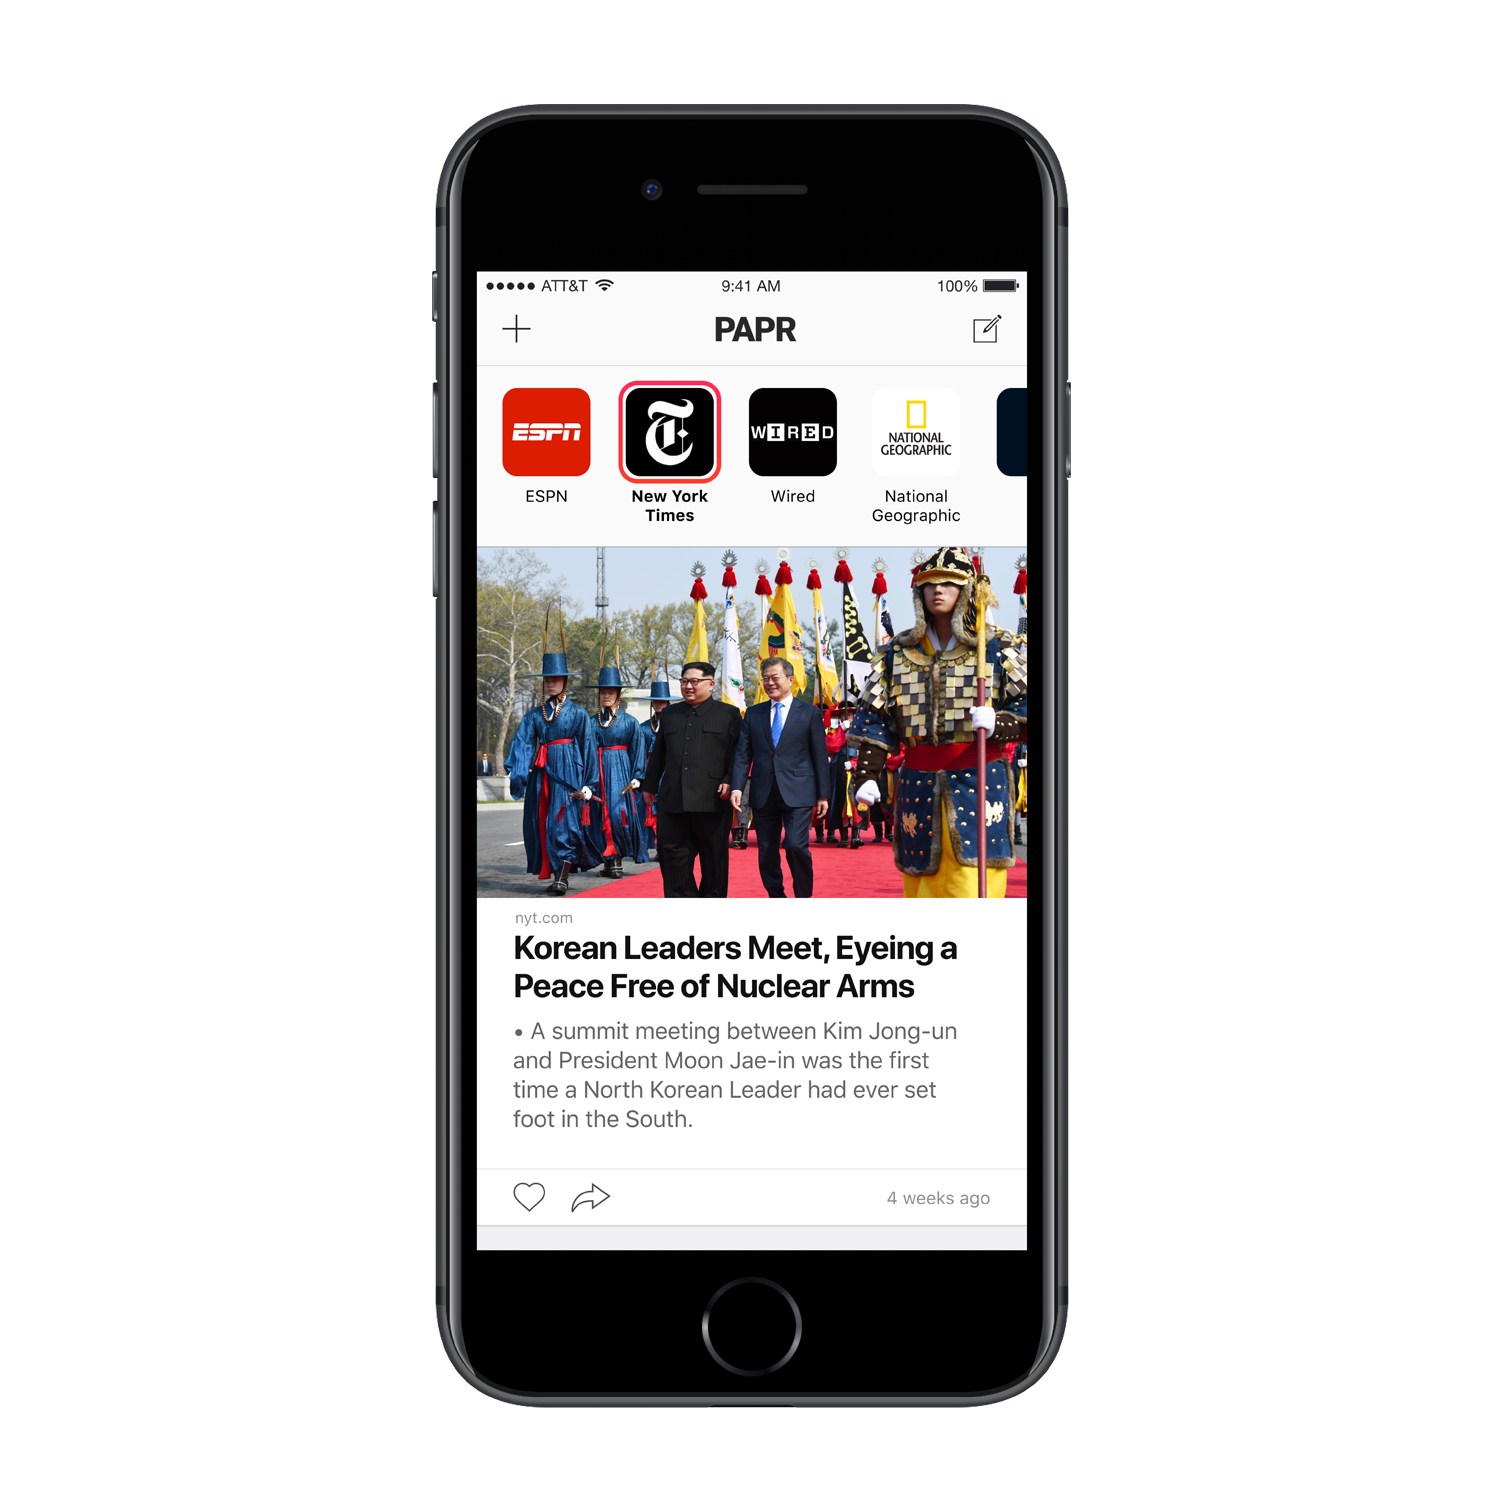 ATT&T 9:41 AM 100%
PAPR
ESPN
T
WIRED
NATIONAL
GEOGRAPHIC
ESPN
New York
Times
Wired
National
Geographic
nyt.com
Korean Leaders Meet, Eyeing a
Peace Free of Nuclear Arms
• A summit meeting between Kim Jong-un
and President Moon Jae-in was the first
time a North Korean Leader had ever set
foot in the South.
4 weeks ago